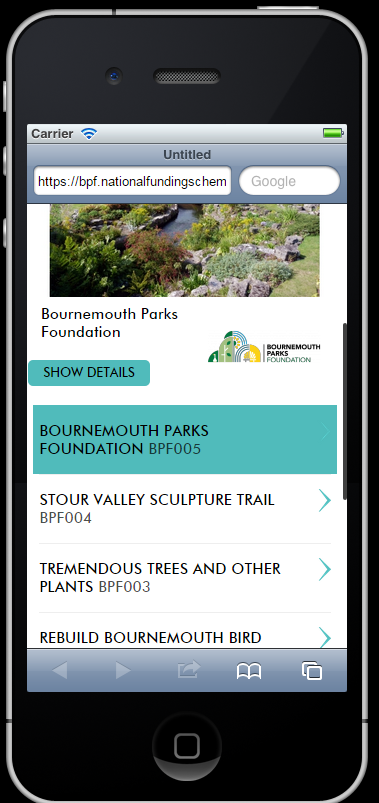 Carrier
Untitled
https://bpf.nationalfundingschem
Google
Bournemouth Parks
Foundation
BOURNEMOUTH
PARKS
FOUNDATION
SHOW DETAILS
BOURNEMOUTH PARKS
FOUNDATION BPF005
STOUR VALLEY SCULPTURE TRAIL
BPF004
TREMENDOUS TREES AND OTHER
PLANTS BPF003
REBUILD BOURNEMOUTH BIRD